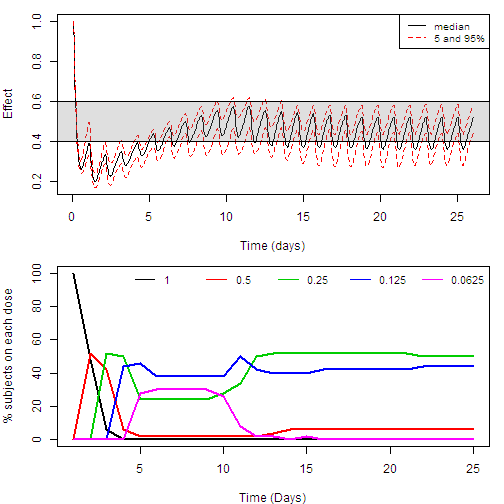 1.0
0.8
0.6
0.4
0.2
Effect
median
5 and 95%
0 5 10 15 20 25
Time (days)
100
80
60
40
20
0
% subjects on each dose
1 0.5 0.25 0.125 0.0625
5 10 15 20 25
Time (Days)